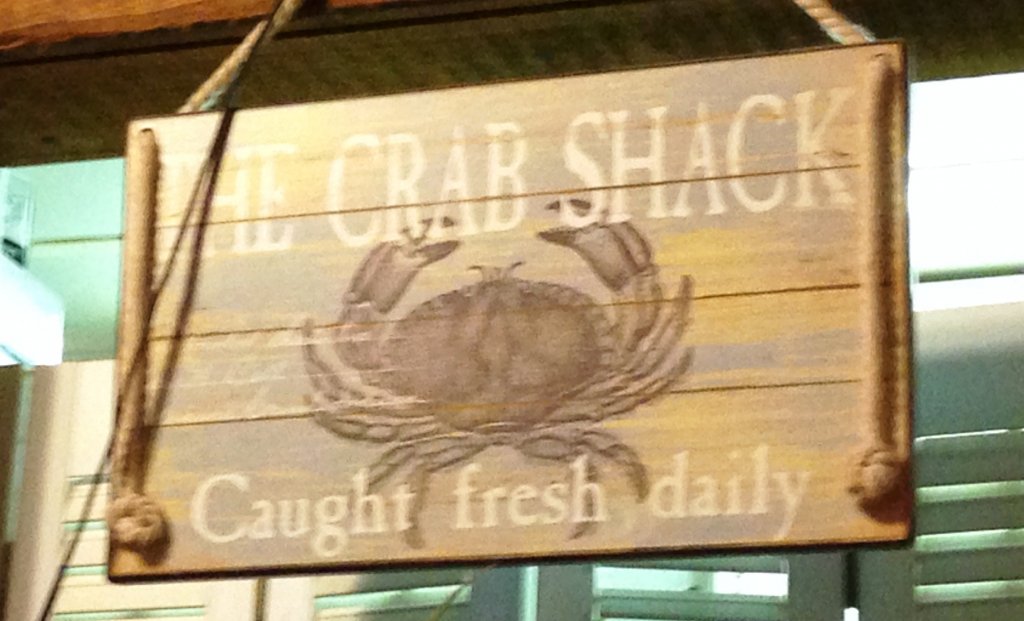 THE CRAB SHACK
Caught fresh daily